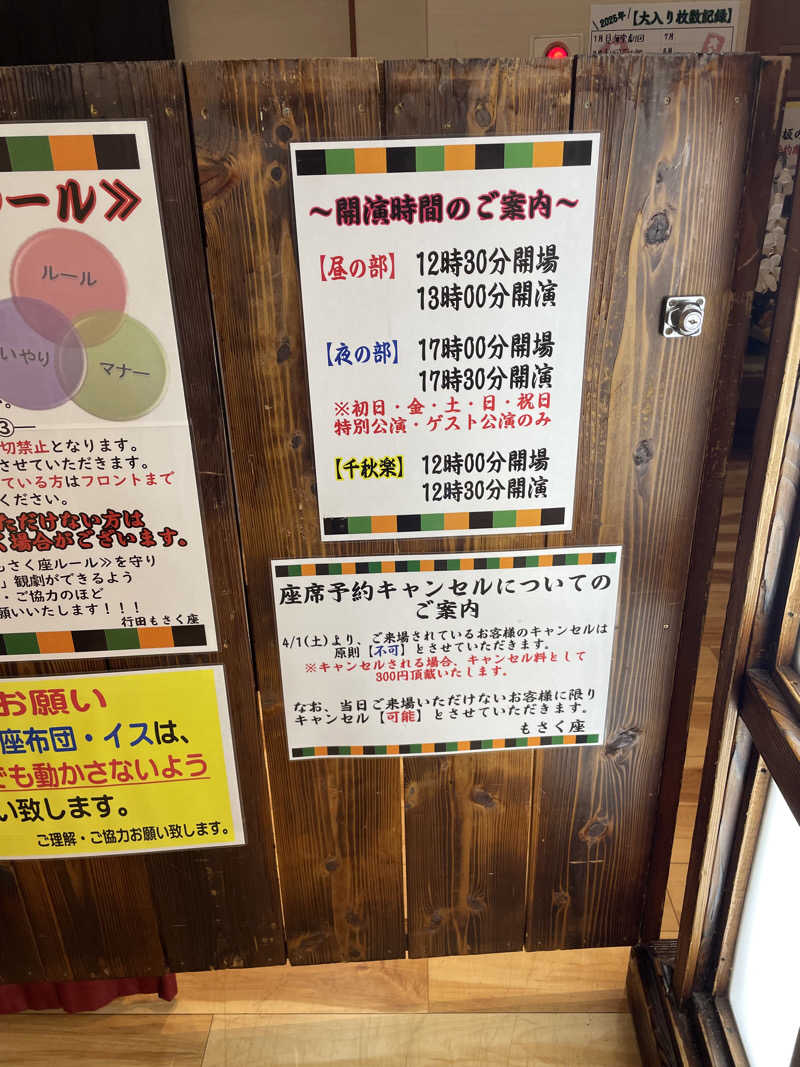 2025年【大入り枚数記録】
1月
7月
ール≫
ルール
いやり
マナー
③
切禁止となります。
させていただきます。
ている方はフロントまで
ください。
ただけない方は
く場合がございます。
もさく座ルール≫を守り
」観劇ができるよう
・ご協力のほど
願いいたします!!!
行田もさく座
お願い
座布団・イスは、
でも動かさないよう
い致します。
ご理解・ご協力お願い致します。
～開演時間のご案内～
【昼の部】 12時30分開場
13時00分開演
【夜の部】 17時00分開場
17時30分開演
※初日・金・土・日・祝日
特別公演・ゲスト公演のみ
【千秋楽】 12時00分開場
12時30分開演
座席予約キャンセルについての
ご案内
4/1(土)より、ご来場されているお客様のキャンセルは
原則【不可】とさせていただきます。
※キャンセルされる場合、キャンセル料として
300円頂戴いたします。
なお、当日ご来場いただけないお客様に限り
キャンセル【可能】とさせていただきます。
もさく座